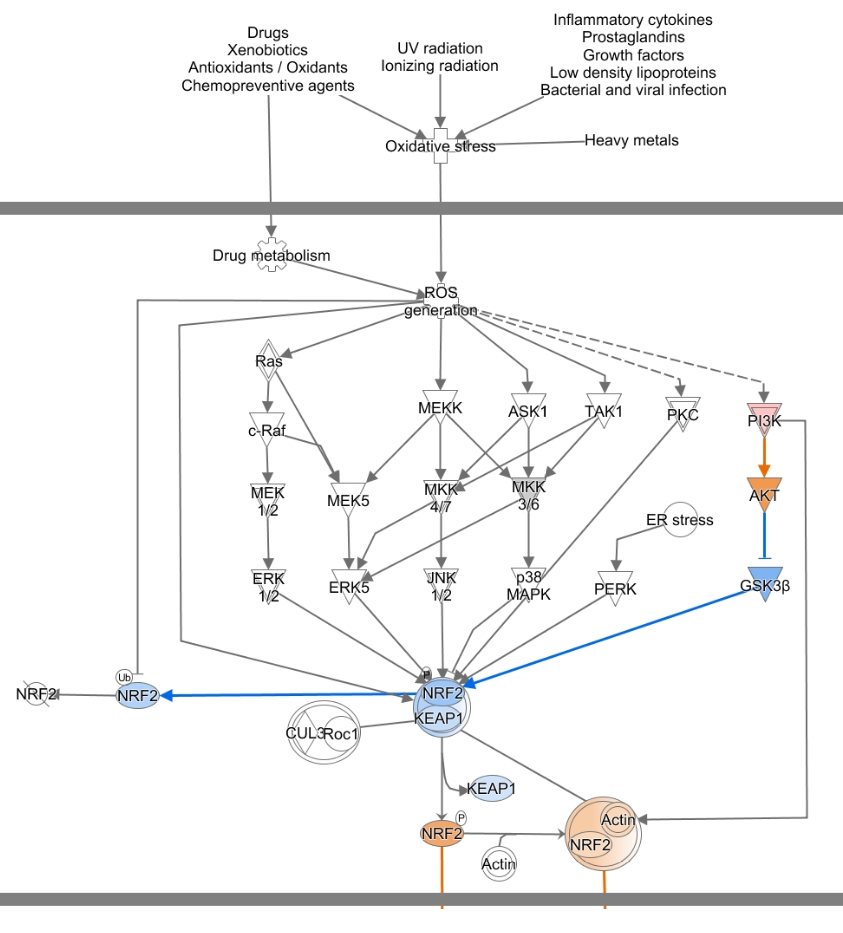 Drugs
Xenobiotics
Antioxidants / Oxidants
Chemopreventive agents
UV radiation
Ionizing radiation
Inflammatory cytokines
Prostaglandins
Growth factors
Low density lipoproteins
Bacterial and viral infection
Oxidative stress
Heavy metals
Drug metabolism
ROS
generation
Ras
MEKK
ASK1
TAK1
PKC
PI3K
c-Raf
MEK
1/2
MEK5
MKK
4/7
MKK
3/6
AKT
ER stress
ERK
1/2
ERK5
JNK
1/2
p38
MAPK
PERK
GSK3β
P
Ub
NRF2
NRF2
NRF2
KEAP1
CUL3
Roc1
KEAP1
P
NRF2
Actin
Actin
NRF2